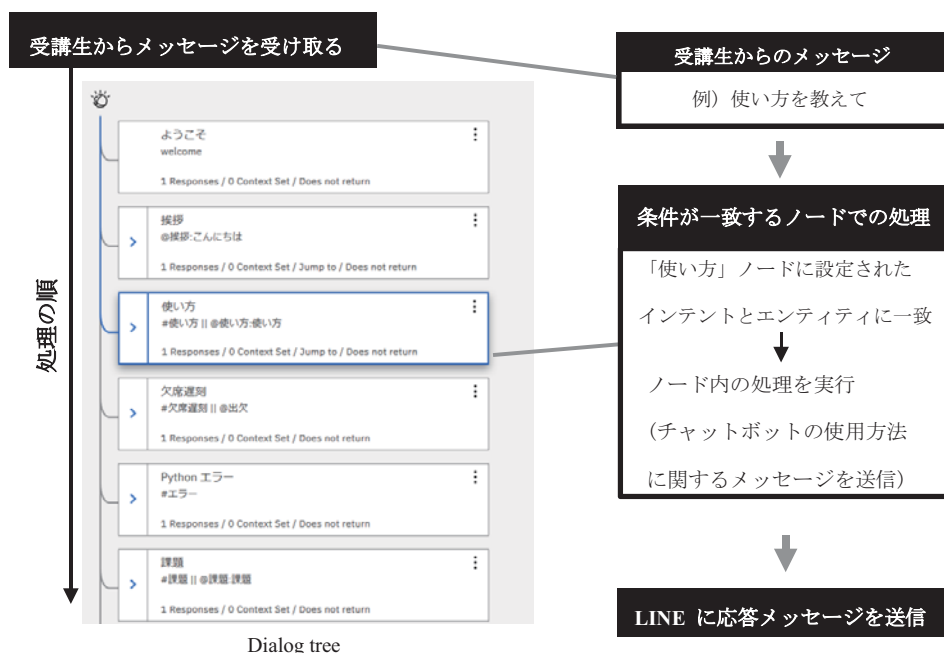 受講生からメッセージを受け取る
処理の順
ようこそ
welcome
1 Responses / 0 Context Set / Does not return
挨拶
@挨拶:こんにちは
1 Responses / 0 Context Set / Jump to / Does not return
使い方
#使い方 || @使い方:使い方
1 Responses / 0 Context Set / Jump to / Does not return
欠席遅刻
#欠席遅刻 || @出欠
1 Responses / 0 Context Set / Does not return
Python エラー
#エラー
1 Responses / 0 Context Set / Does not return
課題
#課題 || @課題:課題
1 Responses / 0 Context Set / Does not return
Dialog tree
受講生からのメッセージ
例）使い方を教えて
条件が一致するノードでの処理
「使い方」ノードに設定された
インテントとエンティティに一致
ノード内の処理を実行
（チャットボットの使用方法
に関するメッセージを送信）
LINE に応答メッセージを送信